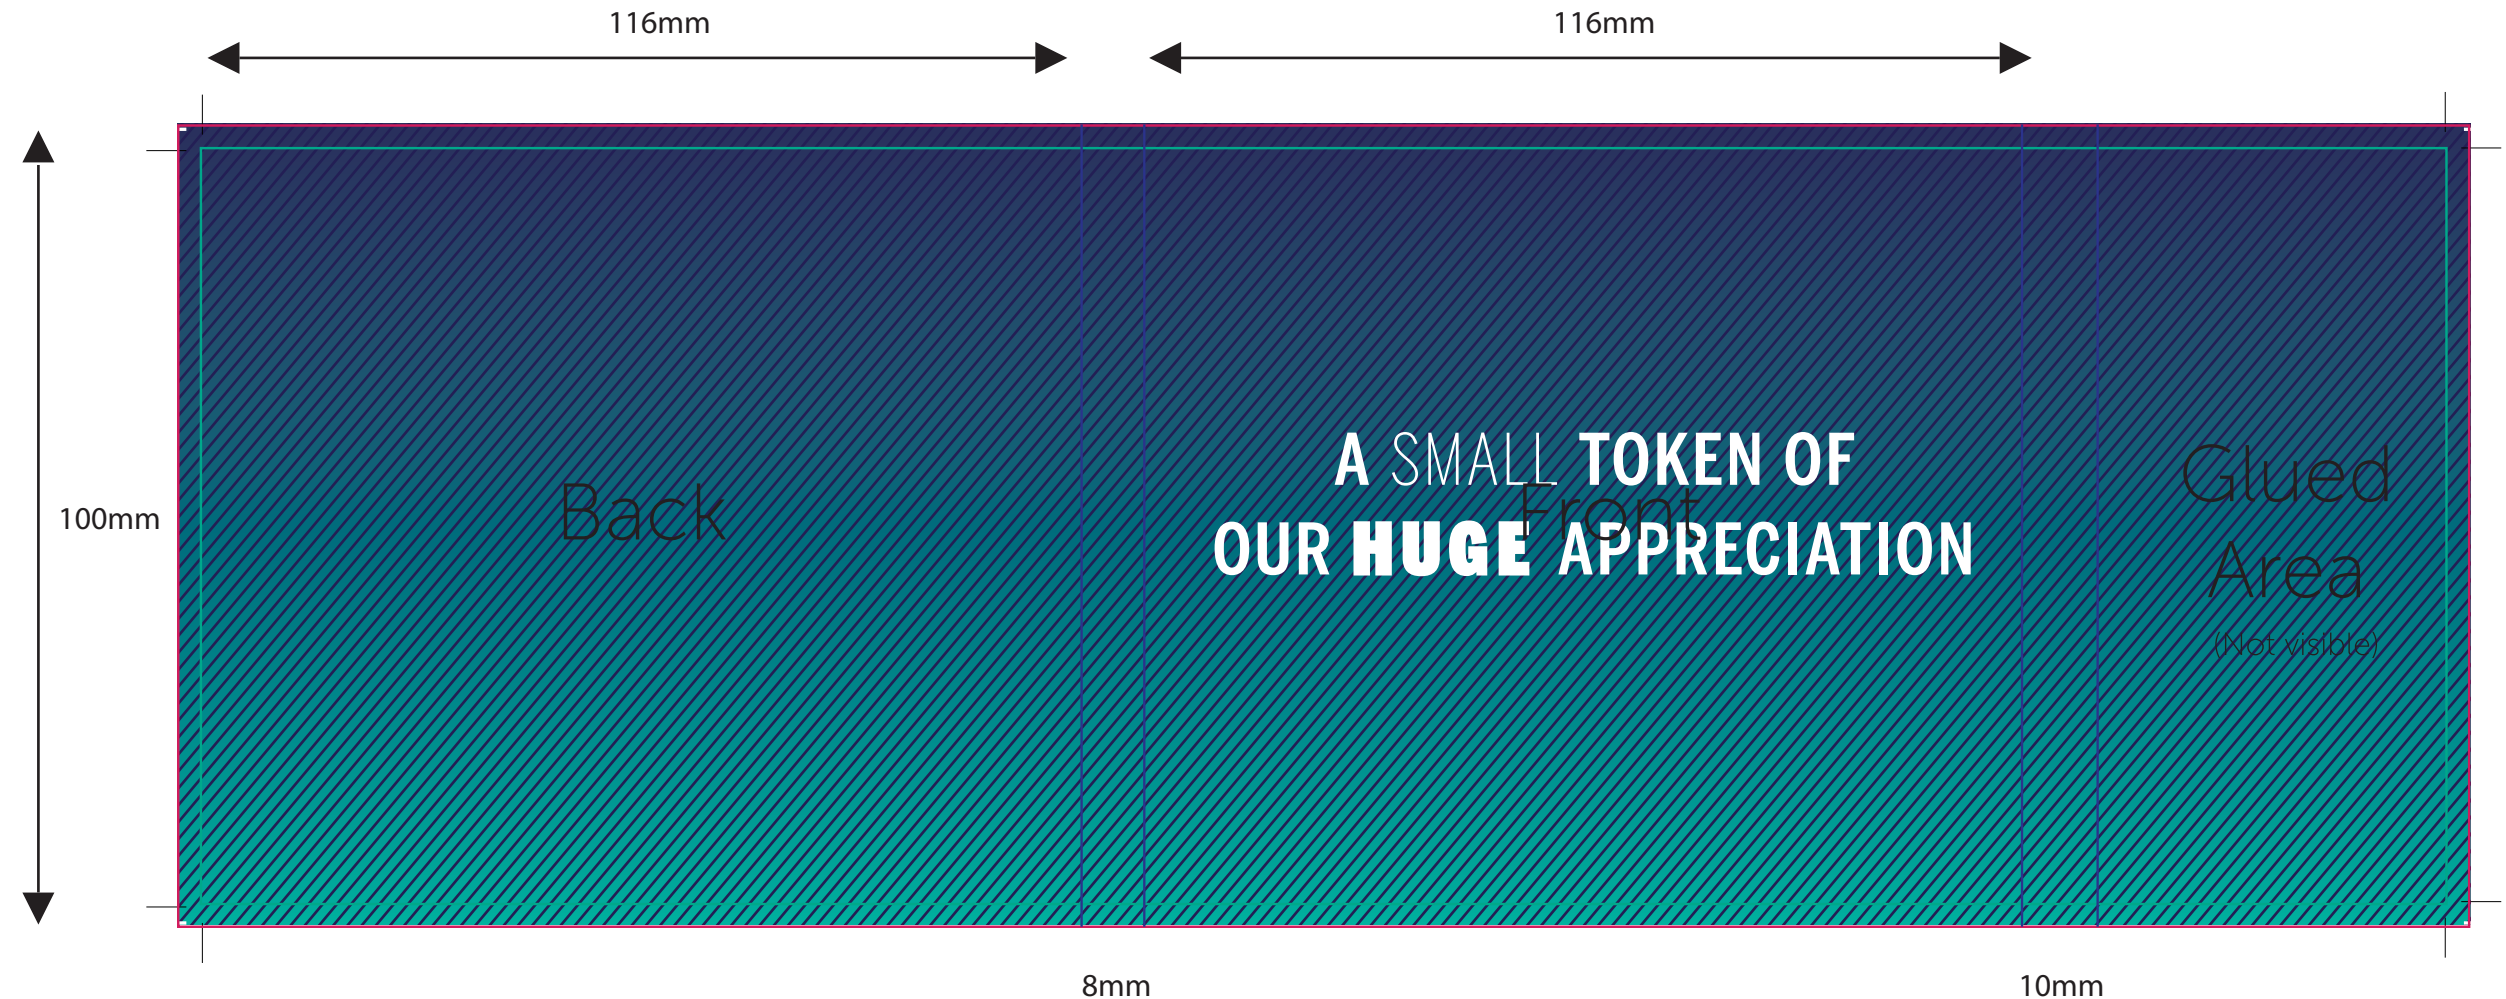 116mm
116mm
100mm
Back
A SMALL TOKEN OF
OUR HUGE APPRECIATION
Front
Glued
Area
(Not visible)
8mm
10mm